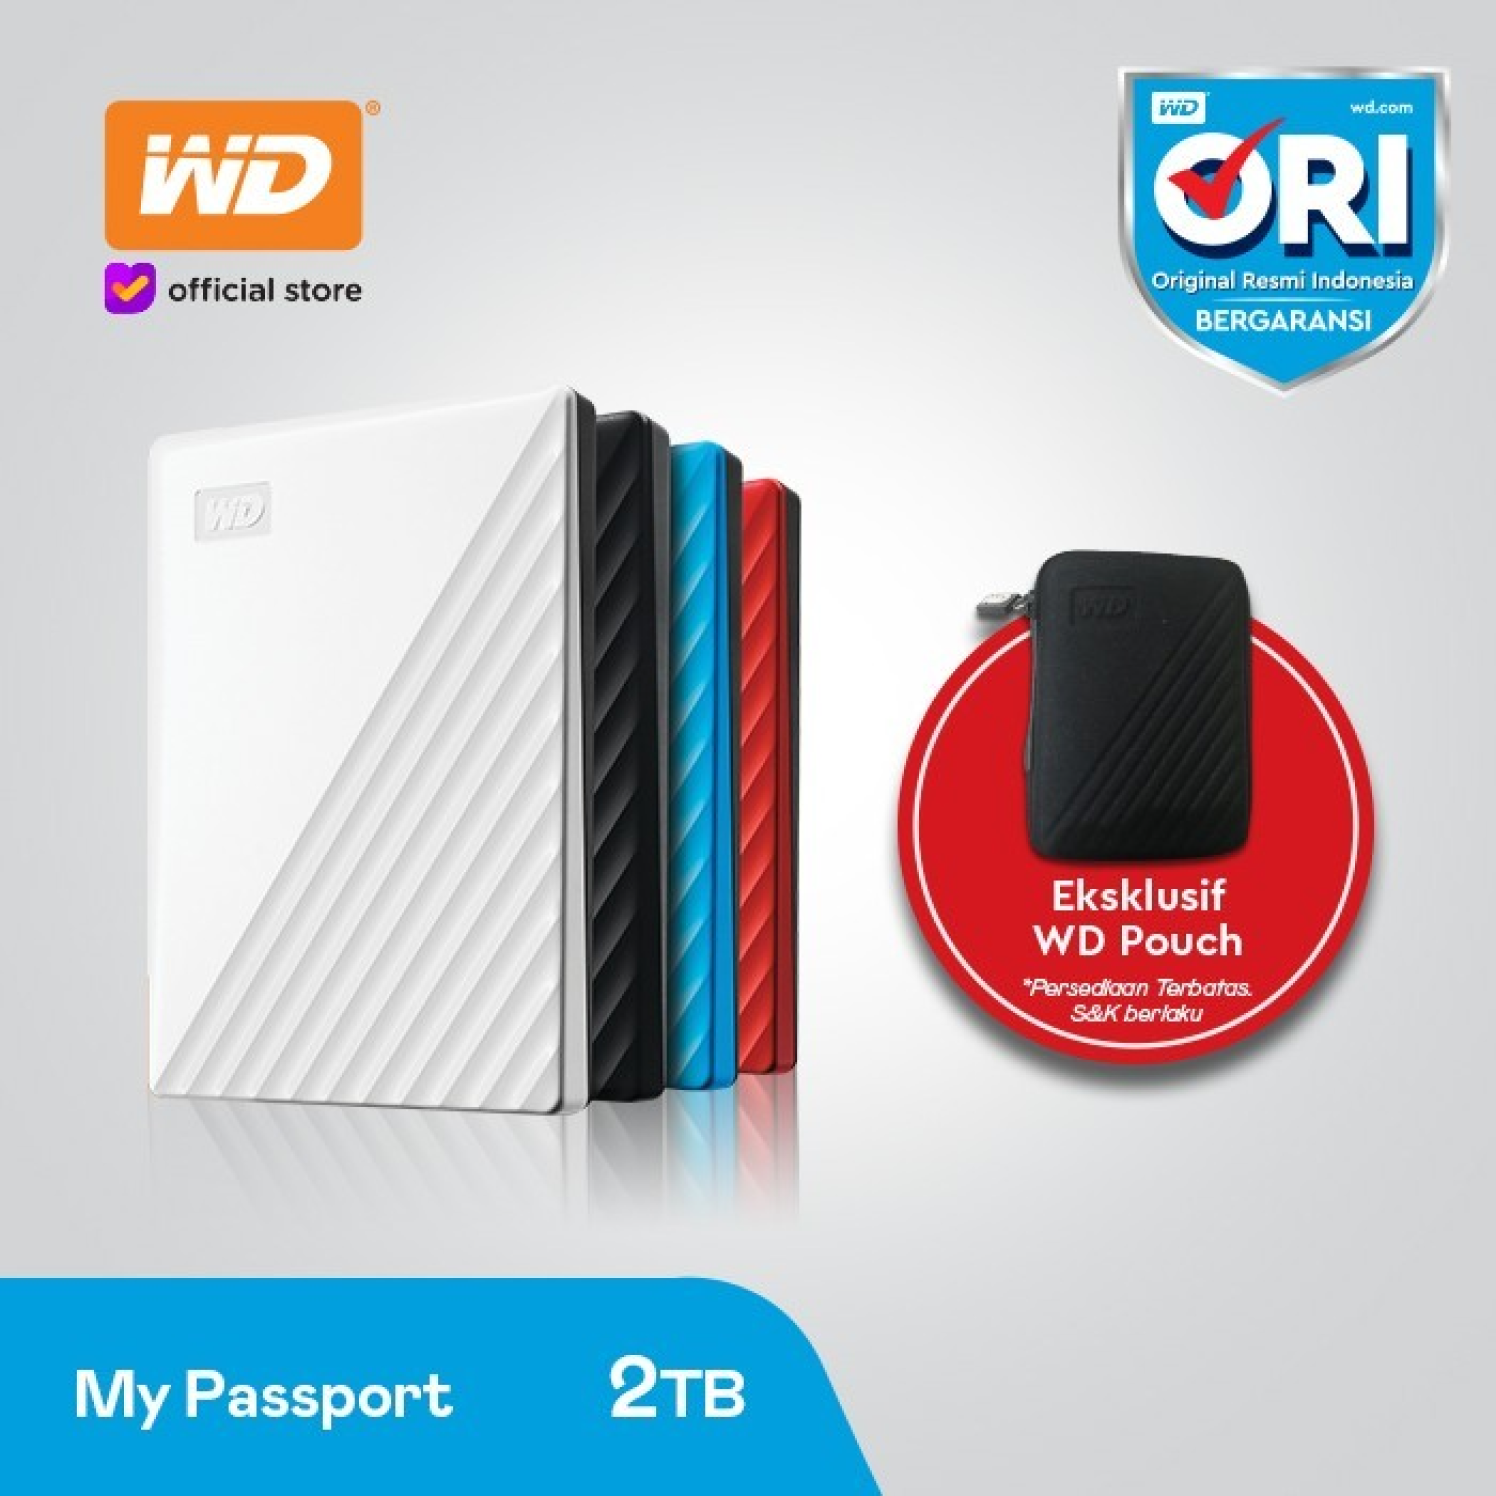 WD®
official store
WD
wd.com
ORI
Original Resmi Indonesia
BERGARANSI
WD
WD
Eksklusif
WD Pouch
*Persediaan Terbatas.
S&K berlaku
My Passport 2TB